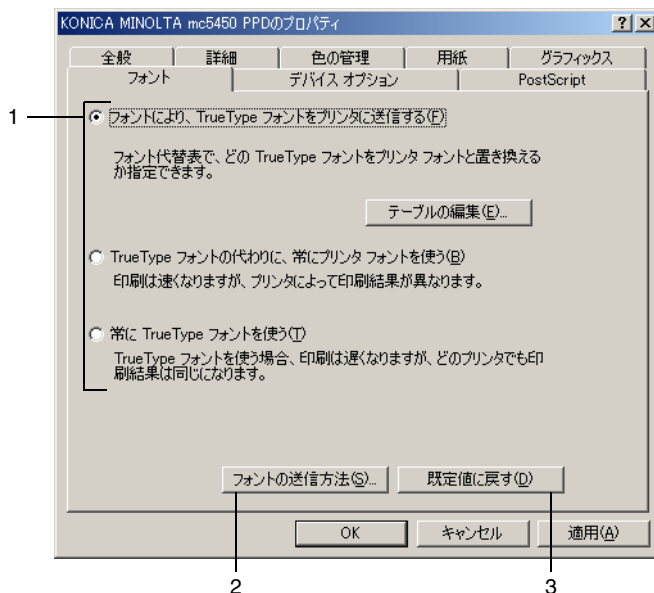 KONICA MINOLTA mc5450 PPDのプロパティ
全般 詳細 色の管理 用紙 グラフィックス
フォント デバイス オプション PostScript
1
フォントにより、TrueType フォントをプリンタに送信する(F)
フォント代替表で、どの TrueType フォントをプリンタ フォントと置き換える
か指定できます。
テーブルの編集(E)...
TrueType フォントの代わりに、常にプリンタ フォントを使う(B)
印刷は速くなりますが、プリンタによって印刷結果が異なります。
常に TrueType フォントを使う(T)
TrueType フォントを使う場合、印刷は遅くなりますが、どのプリンタでも印
刷結果は同じになります。
フォントの送信方法(S)... 既定値に戻す(D)
OK キャンセル 適用(A)
2 3